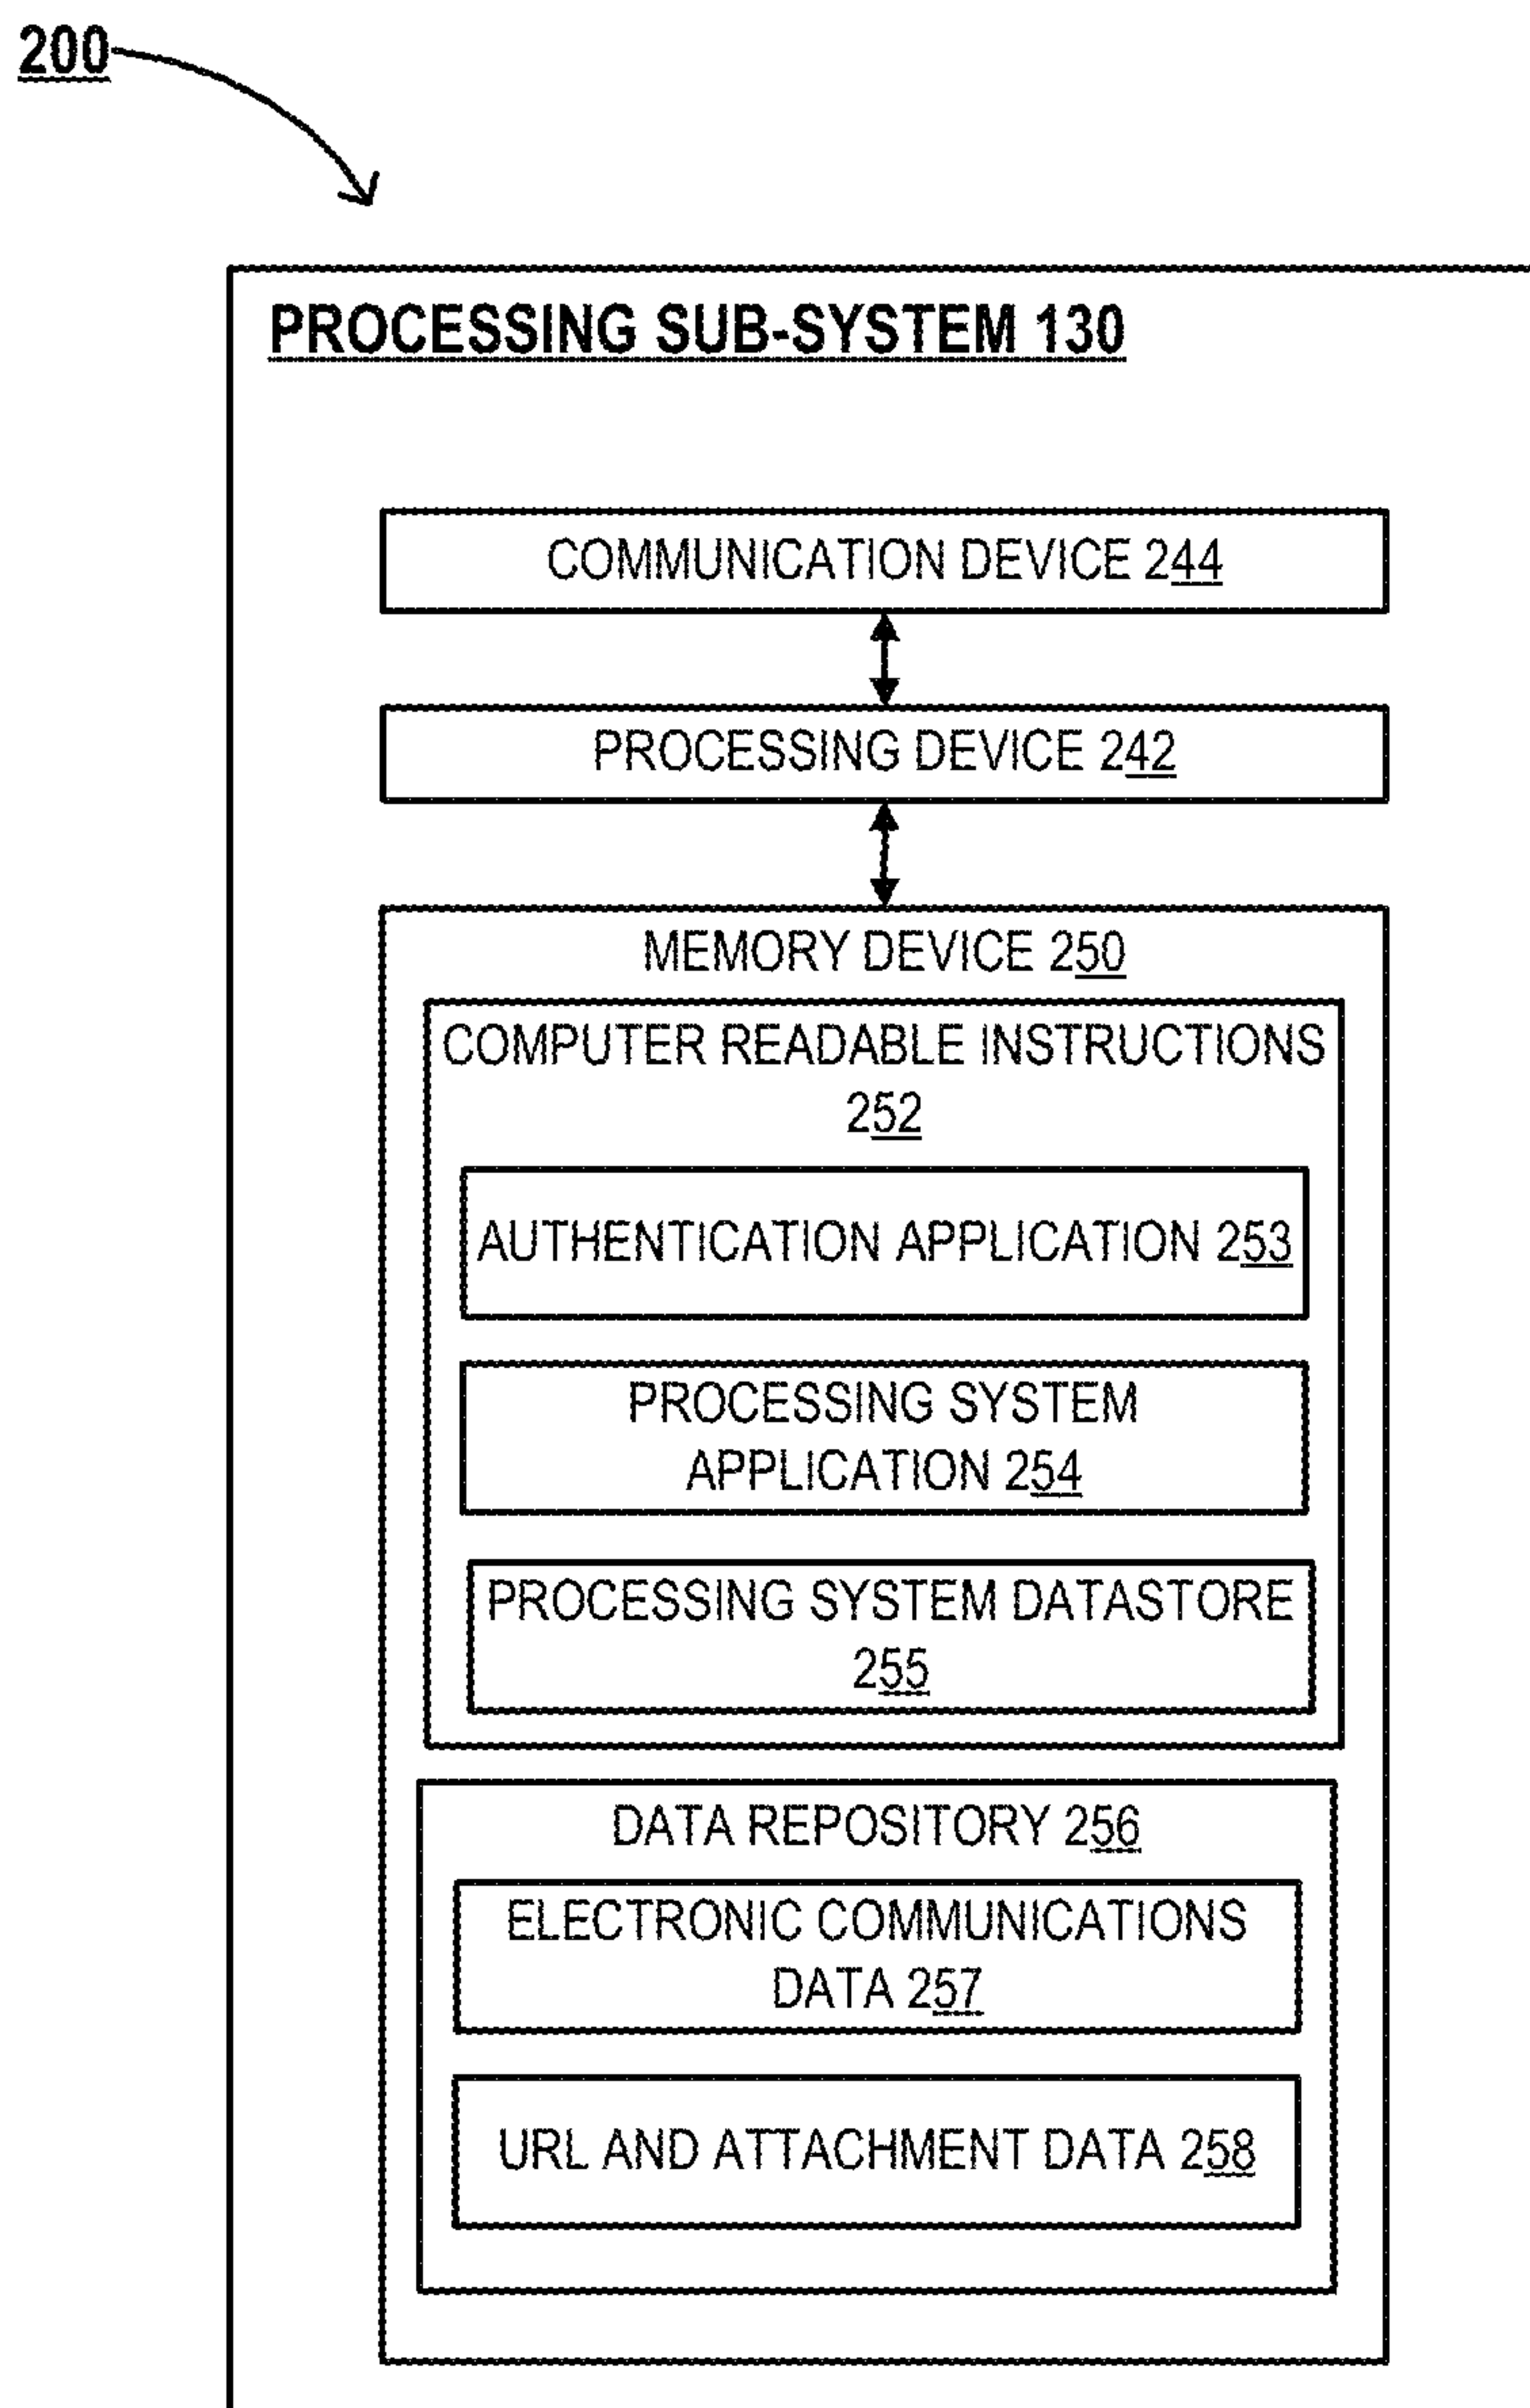 200
PROCESSING SUB-SYSTEM 130
COMMUNICATION DEVICE 244
PROCESSING DEVICE 242
MEMORY DEVICE 250
COMPUTER READABLE INSTRUCTIONS
252
AUTHENTICATION APPLICATION 253
PROCESSING SYSTEM
APPLICATION 254
PROCESSING SYSTEM DATASTORE
255
DATA REPOSITORY 256
ELECTRONIC COMMUNICATIONS
DATA 257
URL AND ATTACHMENT DATA 258